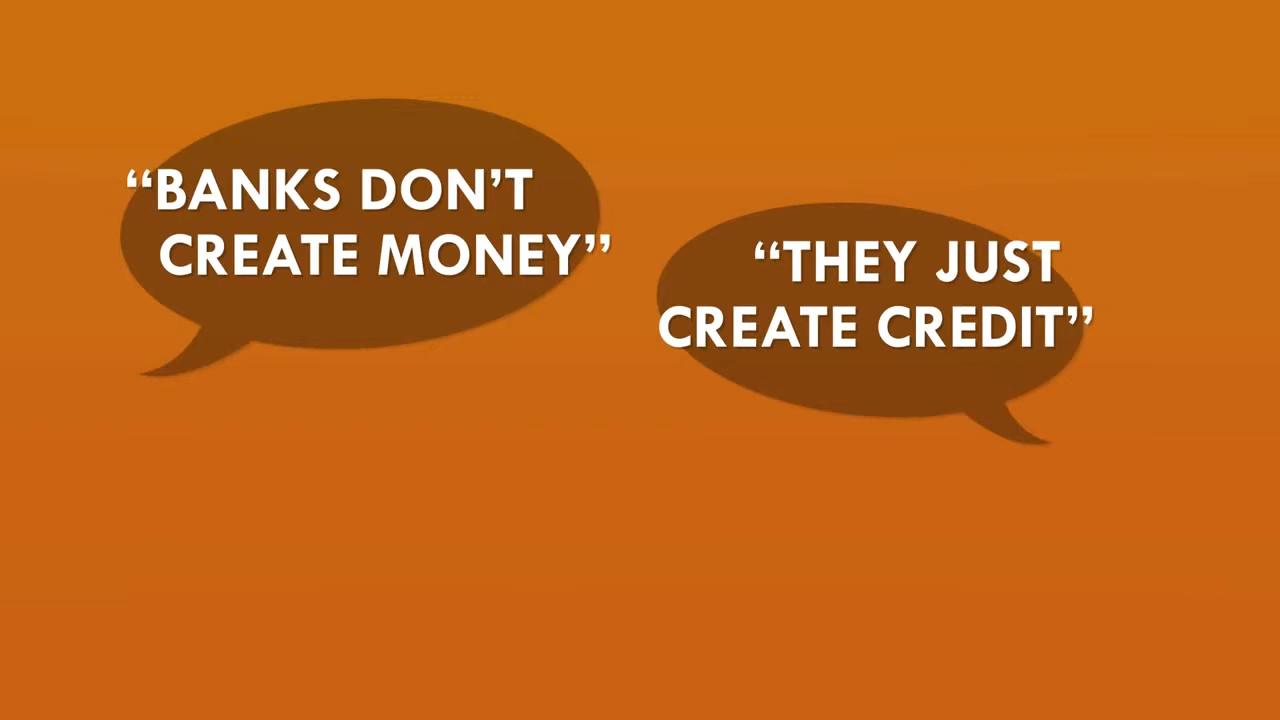 “BANKS DON’T
CREATE MONEY”
“THEY JUST
CREATE CREDIT”